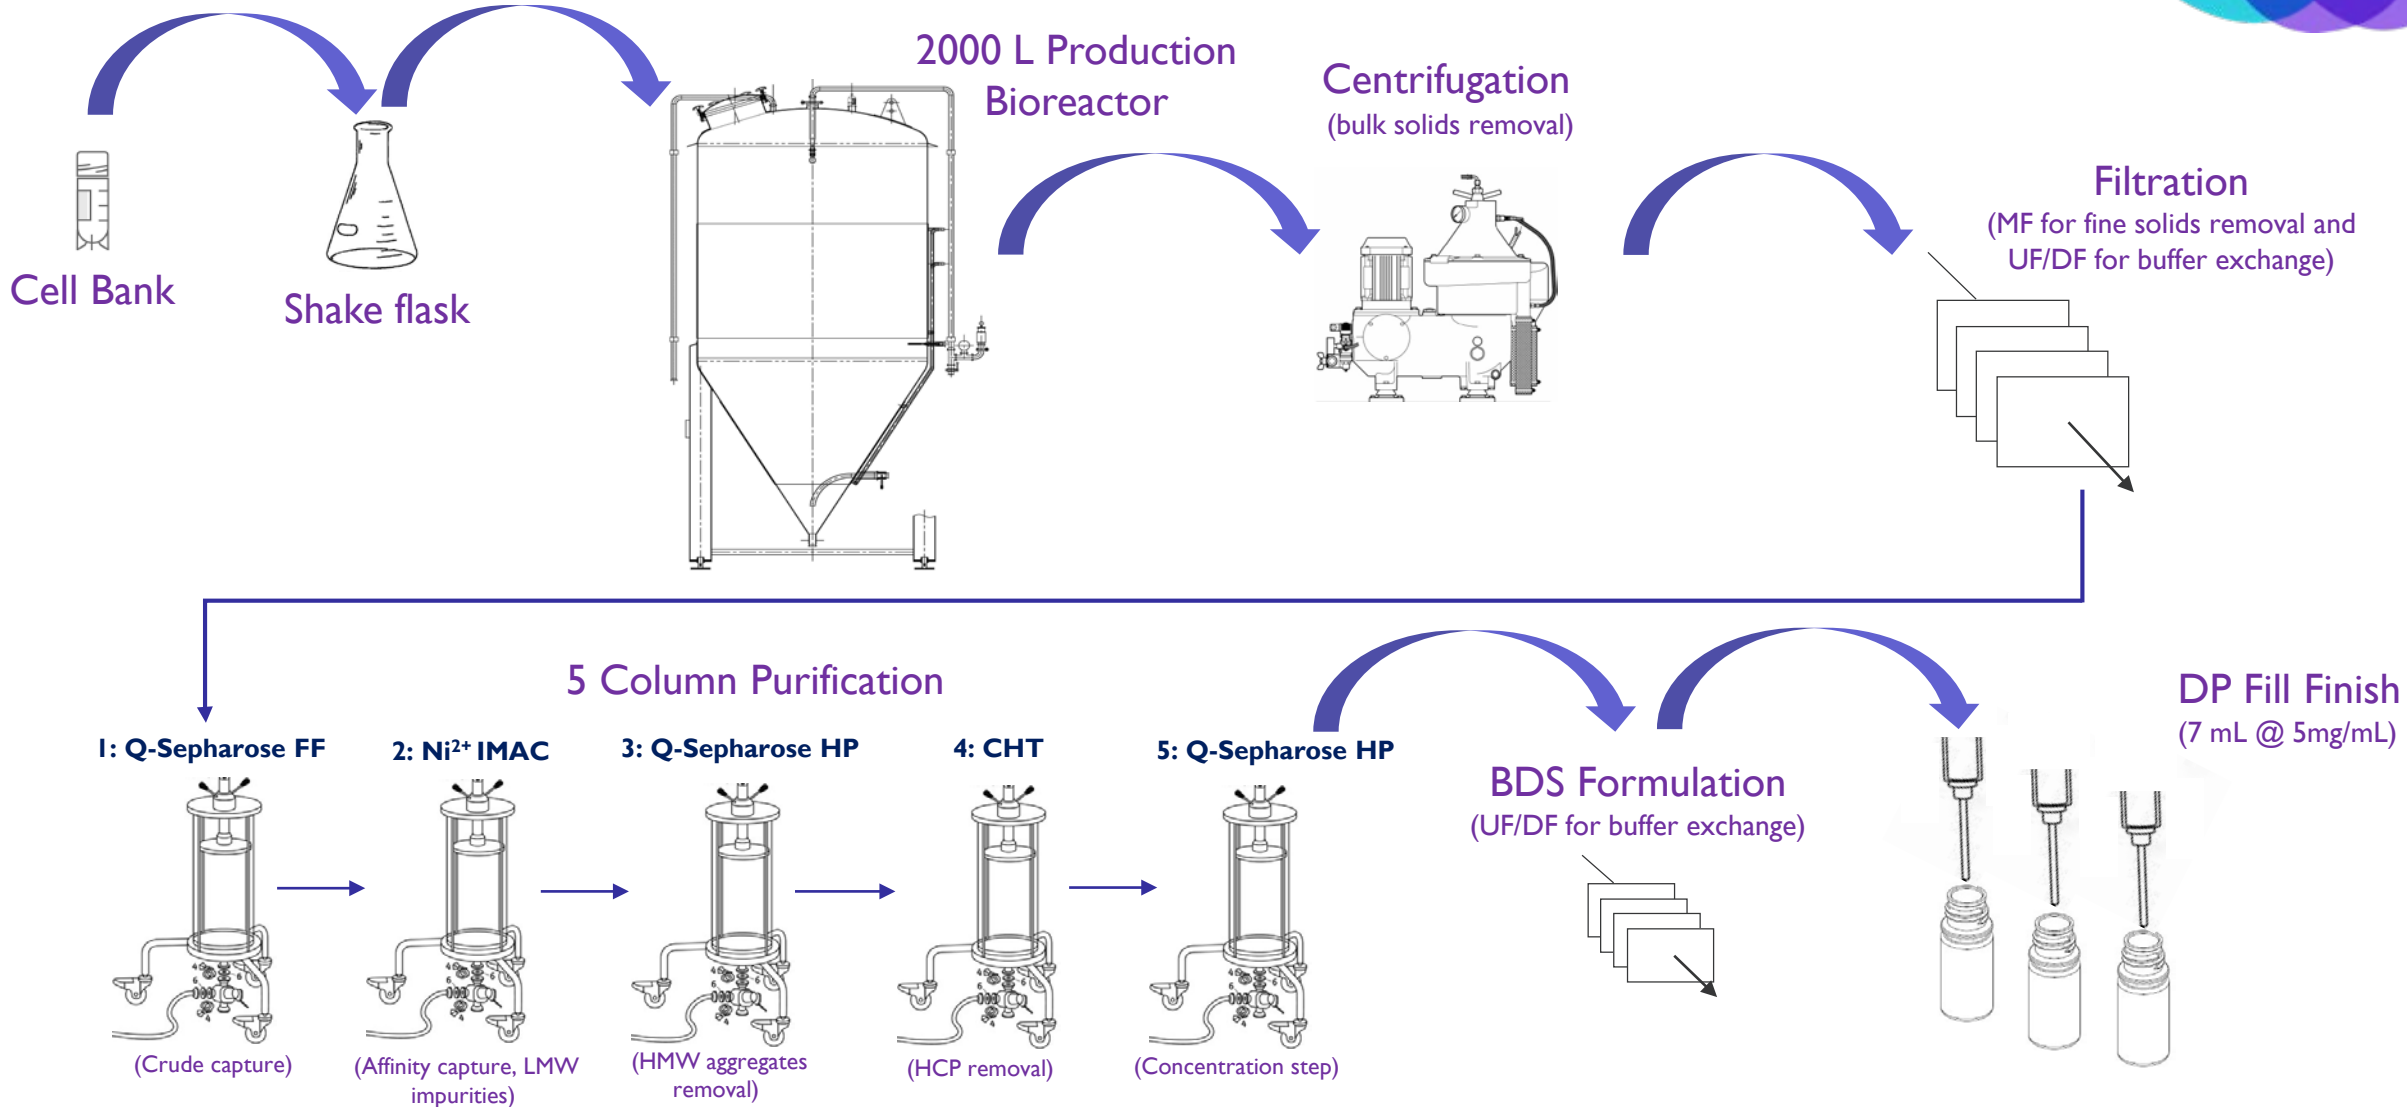 Cell Bank
Shake flask
2000 L Production
Bioreactor
Centrifugation
(bulk solids removal)
Filtration
(MF for fine solids removal and
UF/DF for buffer exchange)
5 Column Purification
1: Q-Sepharose FF
(Crude capture)
2: Ni²⁺ IMAC
(Affinity capture, LMW
impurities)
3: Q-Sepharose HP
(HMW aggregates
removal)
4: CHT
(HCP removal)
5: Q-Sepharose HP
(Concentration step)
BDS Formulation
(UF/DF for buffer exchange)
DP Fill Finish
(7 mL @ 5mg/mL)